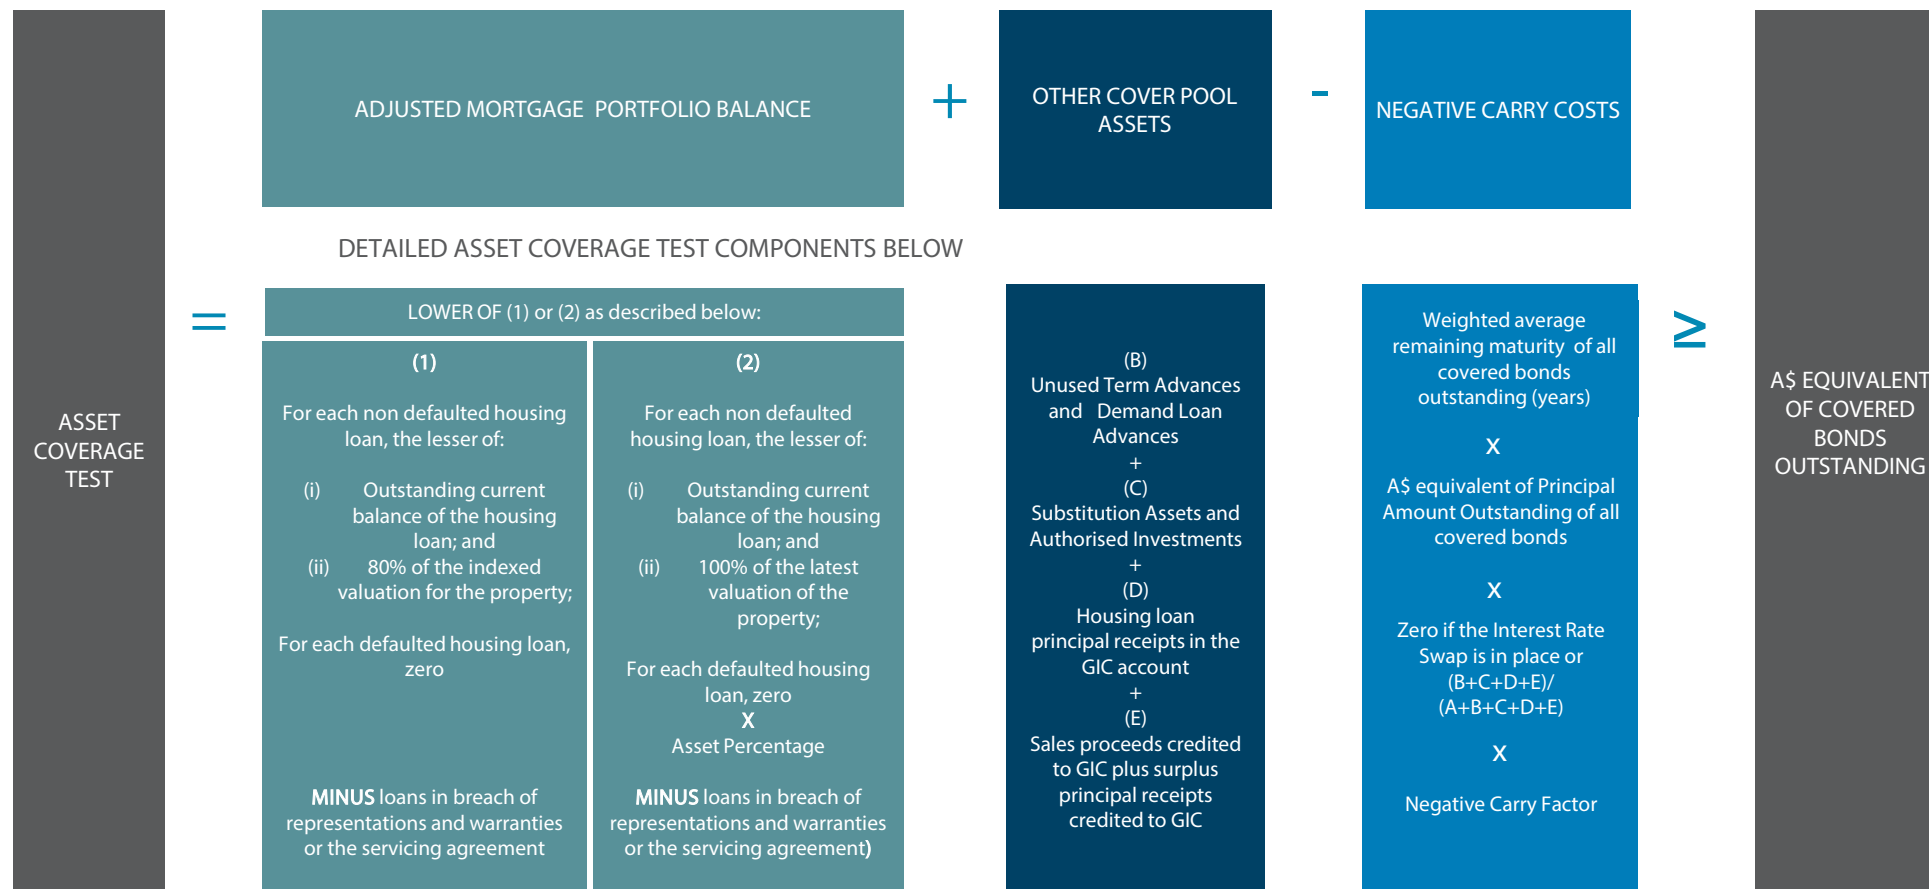 ASSET
COVERAGE
TEST
=
ADJUSTED MORTGAGE PORTFOLIO BALANCE
+
OTHER COVER POOL
ASSETS
-
NEGATIVE CARRY COSTS
DETAILED ASSET COVERAGE TEST COMPONENTS BELOW
LOWER OF (1) or (2) as described below:
(1)
For each non defaulted housing
loan, the lesser of:
(i) Outstanding current
balance of the housing
loan; and
(ii) 80% of the indexed
valuation for the property;
For each defaulted housing loan,
zero
MINUS loans in breach of
representations and warranties
or the servicing agreement
(2)
For each non defaulted
housing loan, the lesser of:
(i) Outstanding current
balance of the housing
loan; and
(ii) 100% of the latest
valuation of the
property;
For each defaulted housing
loan, zero
X
Asset Percentage
MINUS loans in breach of
representations and warranties
or the servicing agreement)
(B)
Unused Term Advances
and Demand Loan
Advances
+
(C)
Substitution Assets and
Authorised Investments
+
(D)
Housing loan
principal receipts in the
GIC account
+
(E)
Sales proceeds credited
to GIC plus surplus
principal receipts
credited to GIC
Weighted average
remaining maturity of all
covered bonds
outstanding (years)
X
A$ equivalent of Principal
Amount Outstanding of all
covered bonds
X
Zero if the Interest Rate
Swap is in place or
(B+C+D+E)/
(A+B+C+D+E)
X
Negative Carry Factor
≥
A$ EQUIVALENT
OF COVERED
BONDS
OUTSTANDING